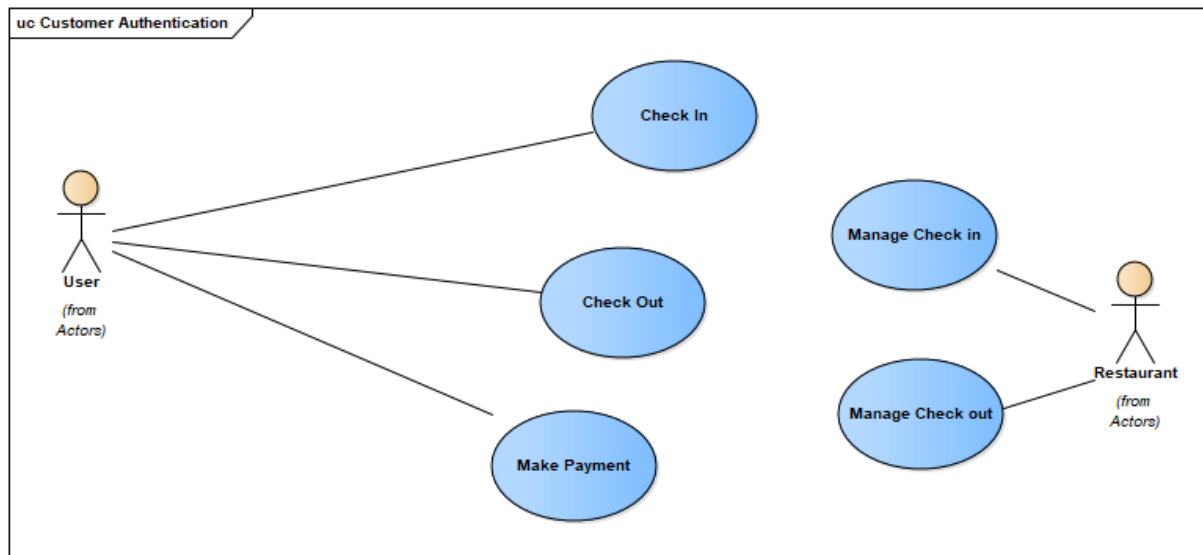 uc Customer Authentication
Check In
Manage Check in
User
(from
Actors)
Check Out
Restaurant
(from
Actors)
Manage Check out
Make Payment